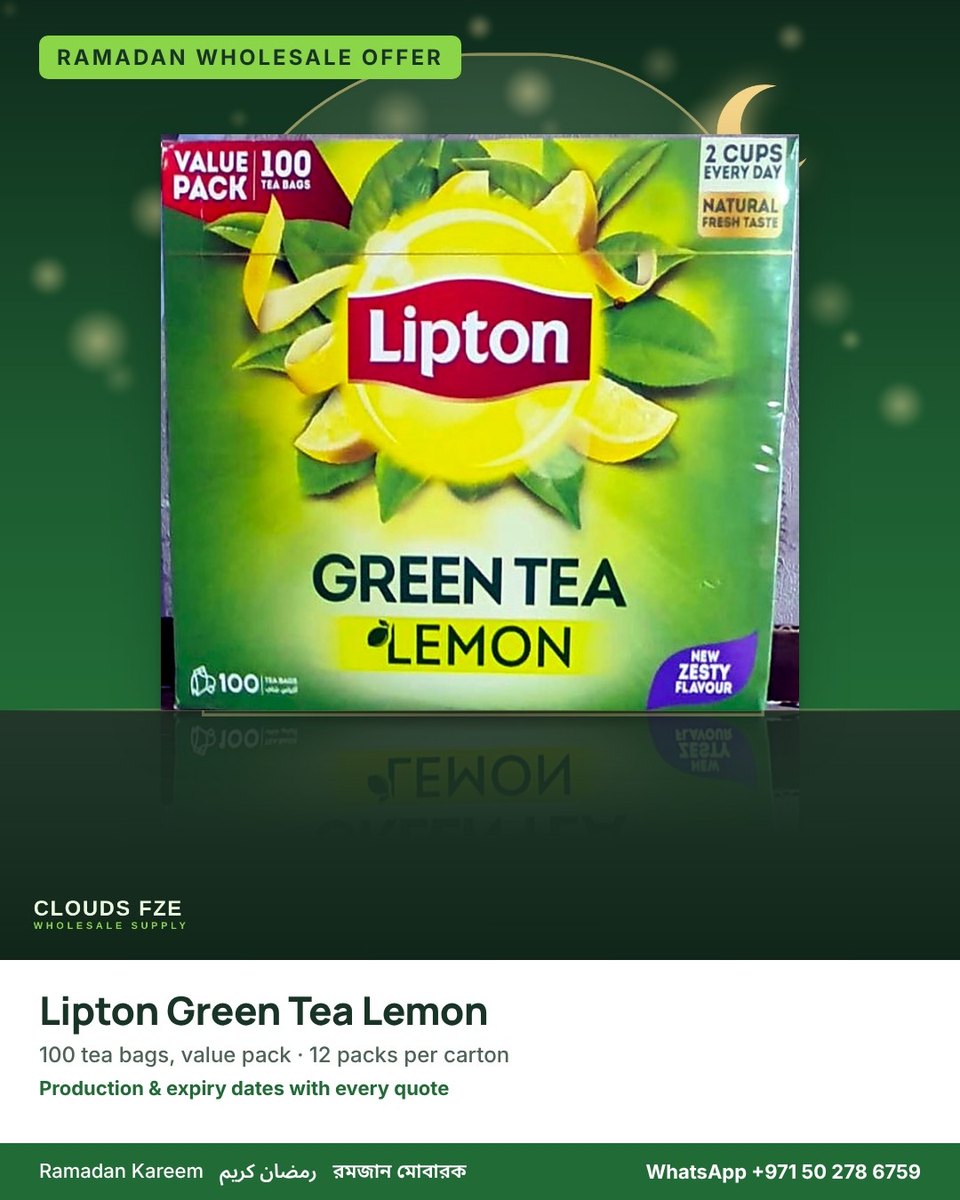 RAMADAN WHOLESALE OFFER
VALUE PACK
100 TEA BAGS
2 CUPS EVERY DAY
NATURAL FRESH TASTE
Lipton
GREEN TEA
LEMON
100 TEA BAGS
NEW ZESTY FLAVOUR
CLOUDS FZE
WHOLESALE SUPPLY
Lipton Green Tea Lemon
100 tea bags, value pack · 12 packs per carton
Production & expiry dates with every quote
Ramadan Kareem رمضان كريم রমজান মোবারক
WhatsApp +971 50 278 6759